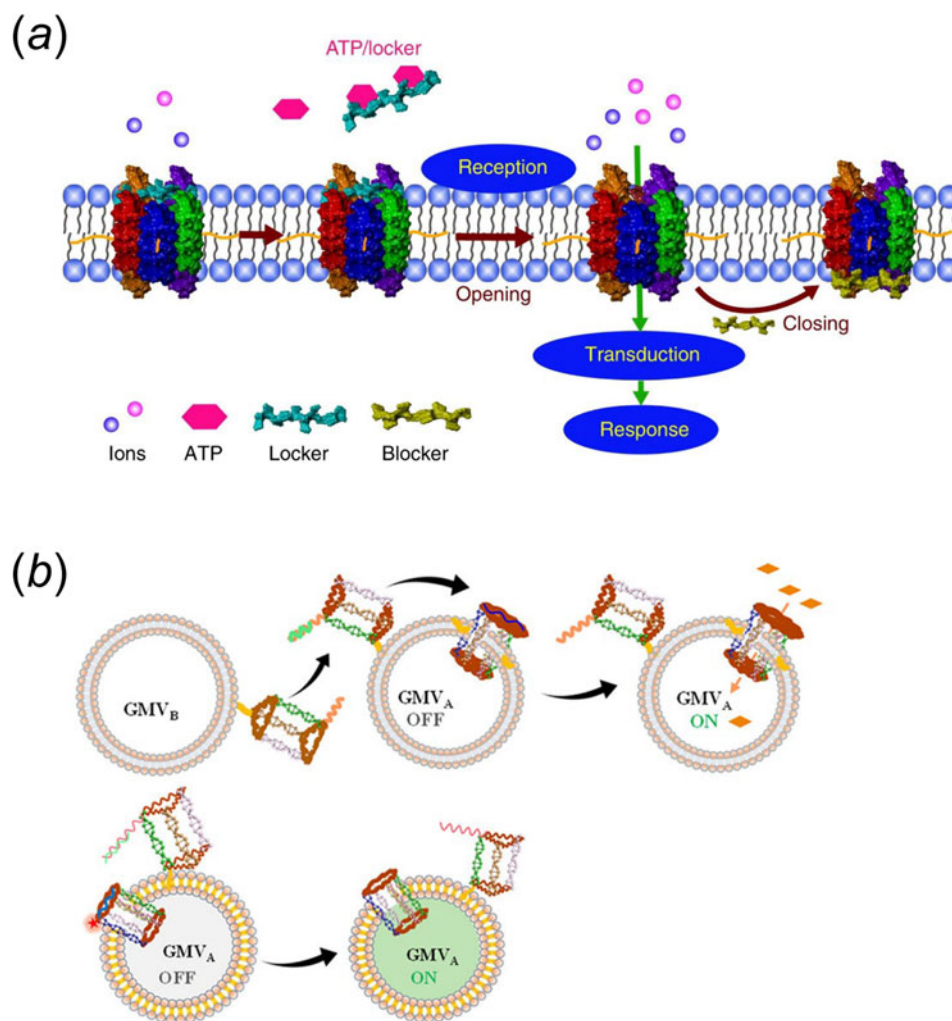 (a)
ATP/locker
Reception
Opening
Closing
Transduction
Response
Ions
ATP
Locker
Blocker
(b)
GMVB
GMVA
OFF
GMVA
ON
GMVA
OFF
GMVA
ON